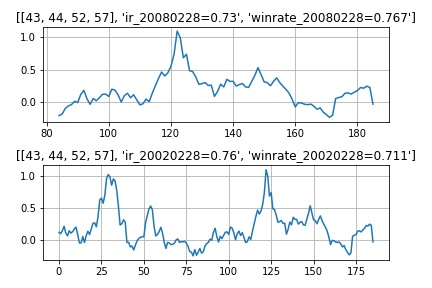 [[43, 44, 52, 57], 'ir_20080228=0.73', 'winrate_20080228=0.767']
1.0
0.5
0.0
80 100 120 140 160 180
[[43, 44, 52, 57], 'ir_20020228=0.76', 'winrate_20020228=0.711']
1.0
0.5
0.0
0 25 50 75 100 125 150 175